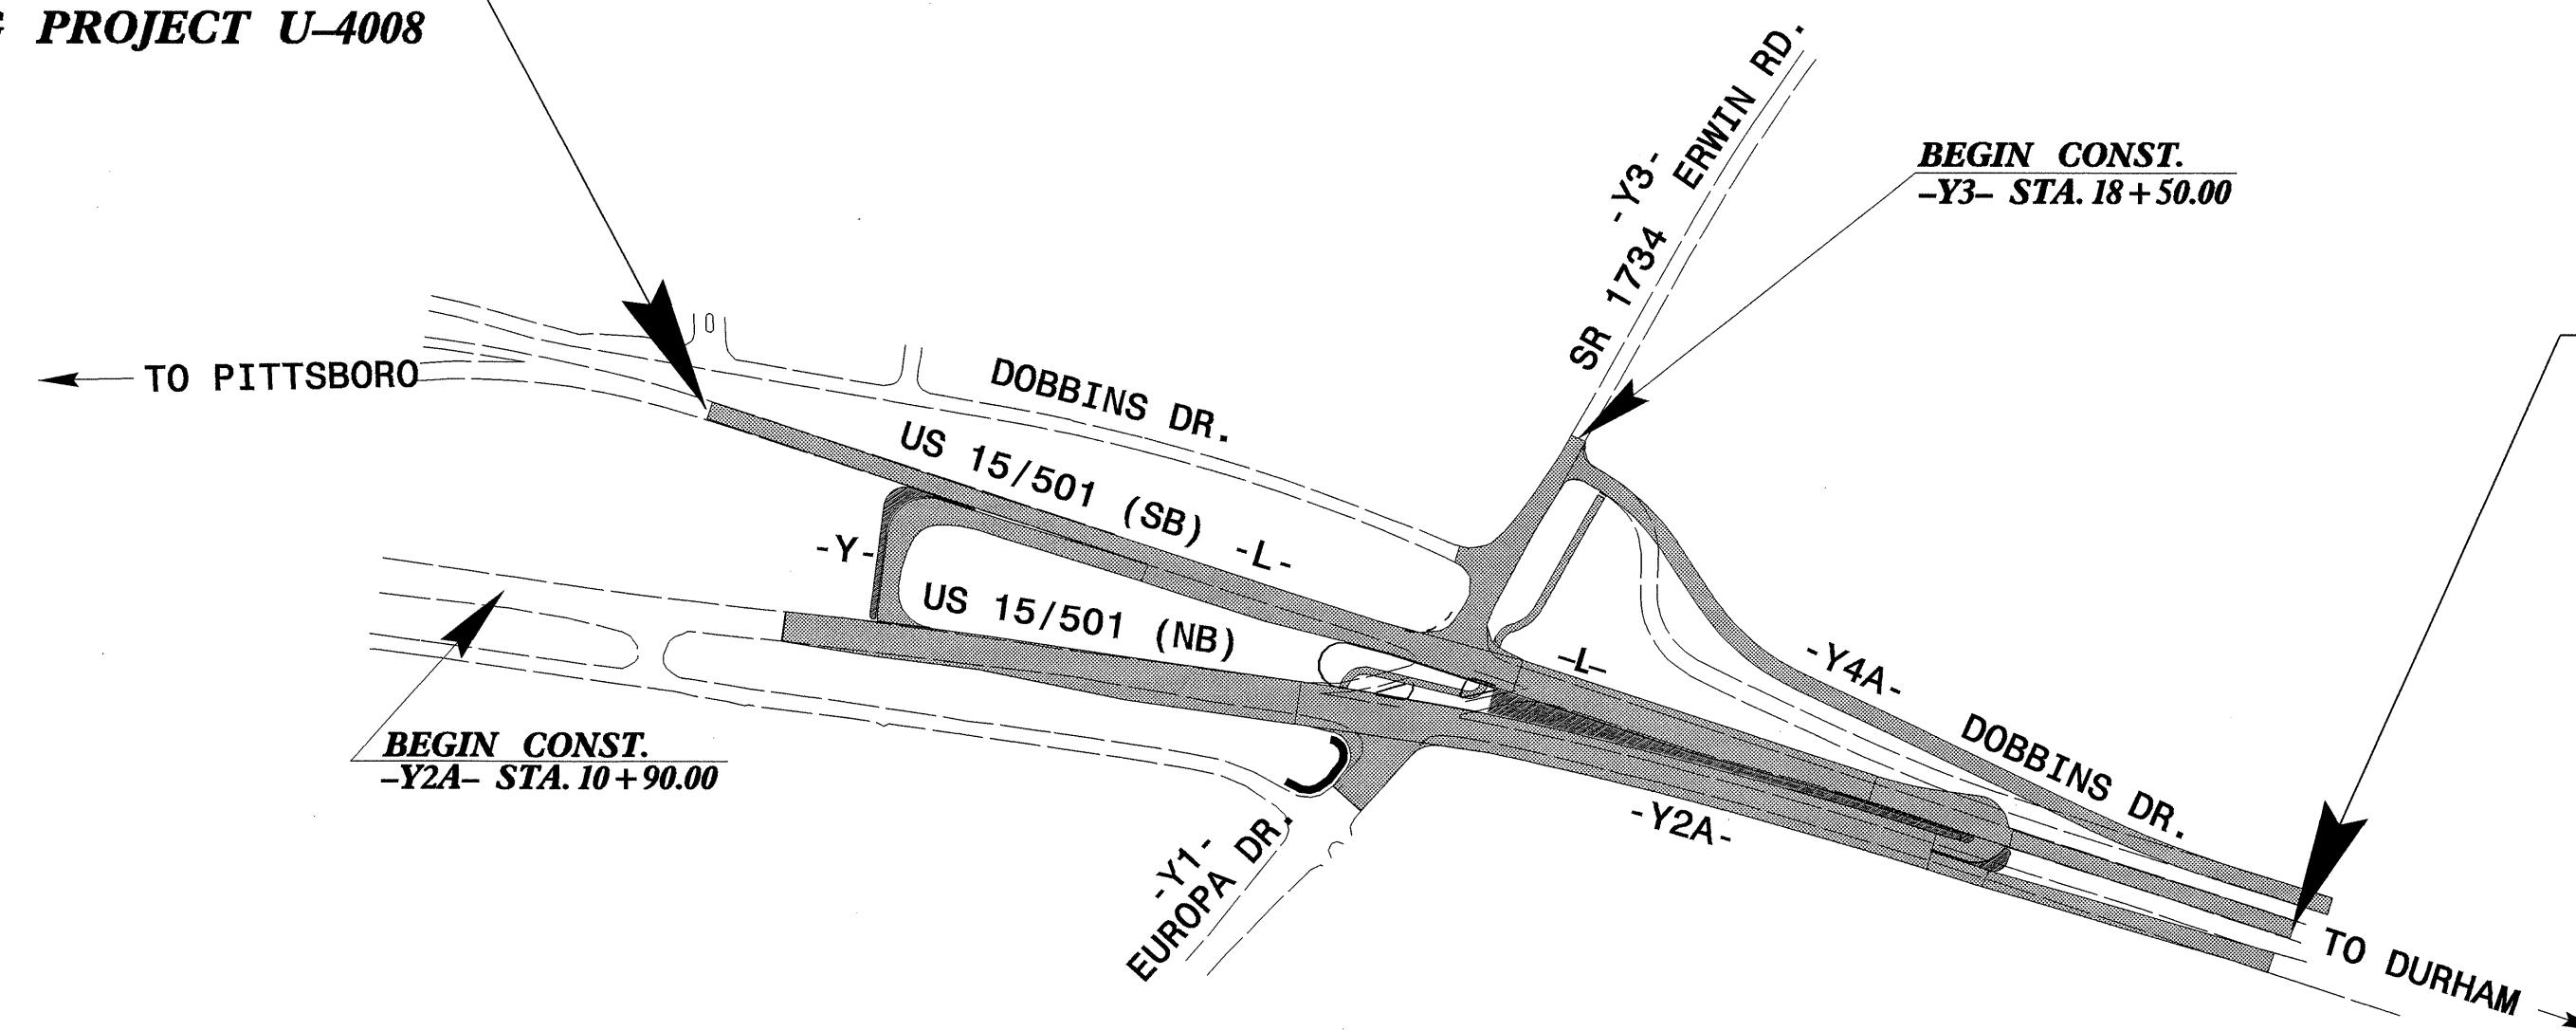 PROJECT U–4008
ERWIN RD.
-Y3-
SR 1734
BEGIN CONST.
–Y3– STA. 18+50.00
TO PITTSBORO
DOBBINS DR.
US 15/501 (SB) -L-
-Y-
US 15/501 (NB)
–L–
-Y4A-
DOBBINS DR.
BEGIN CONST.
–Y2A– STA. 10+90.00
-Y2A-
-Y1-
EUROPA DR.
TO DURHAM